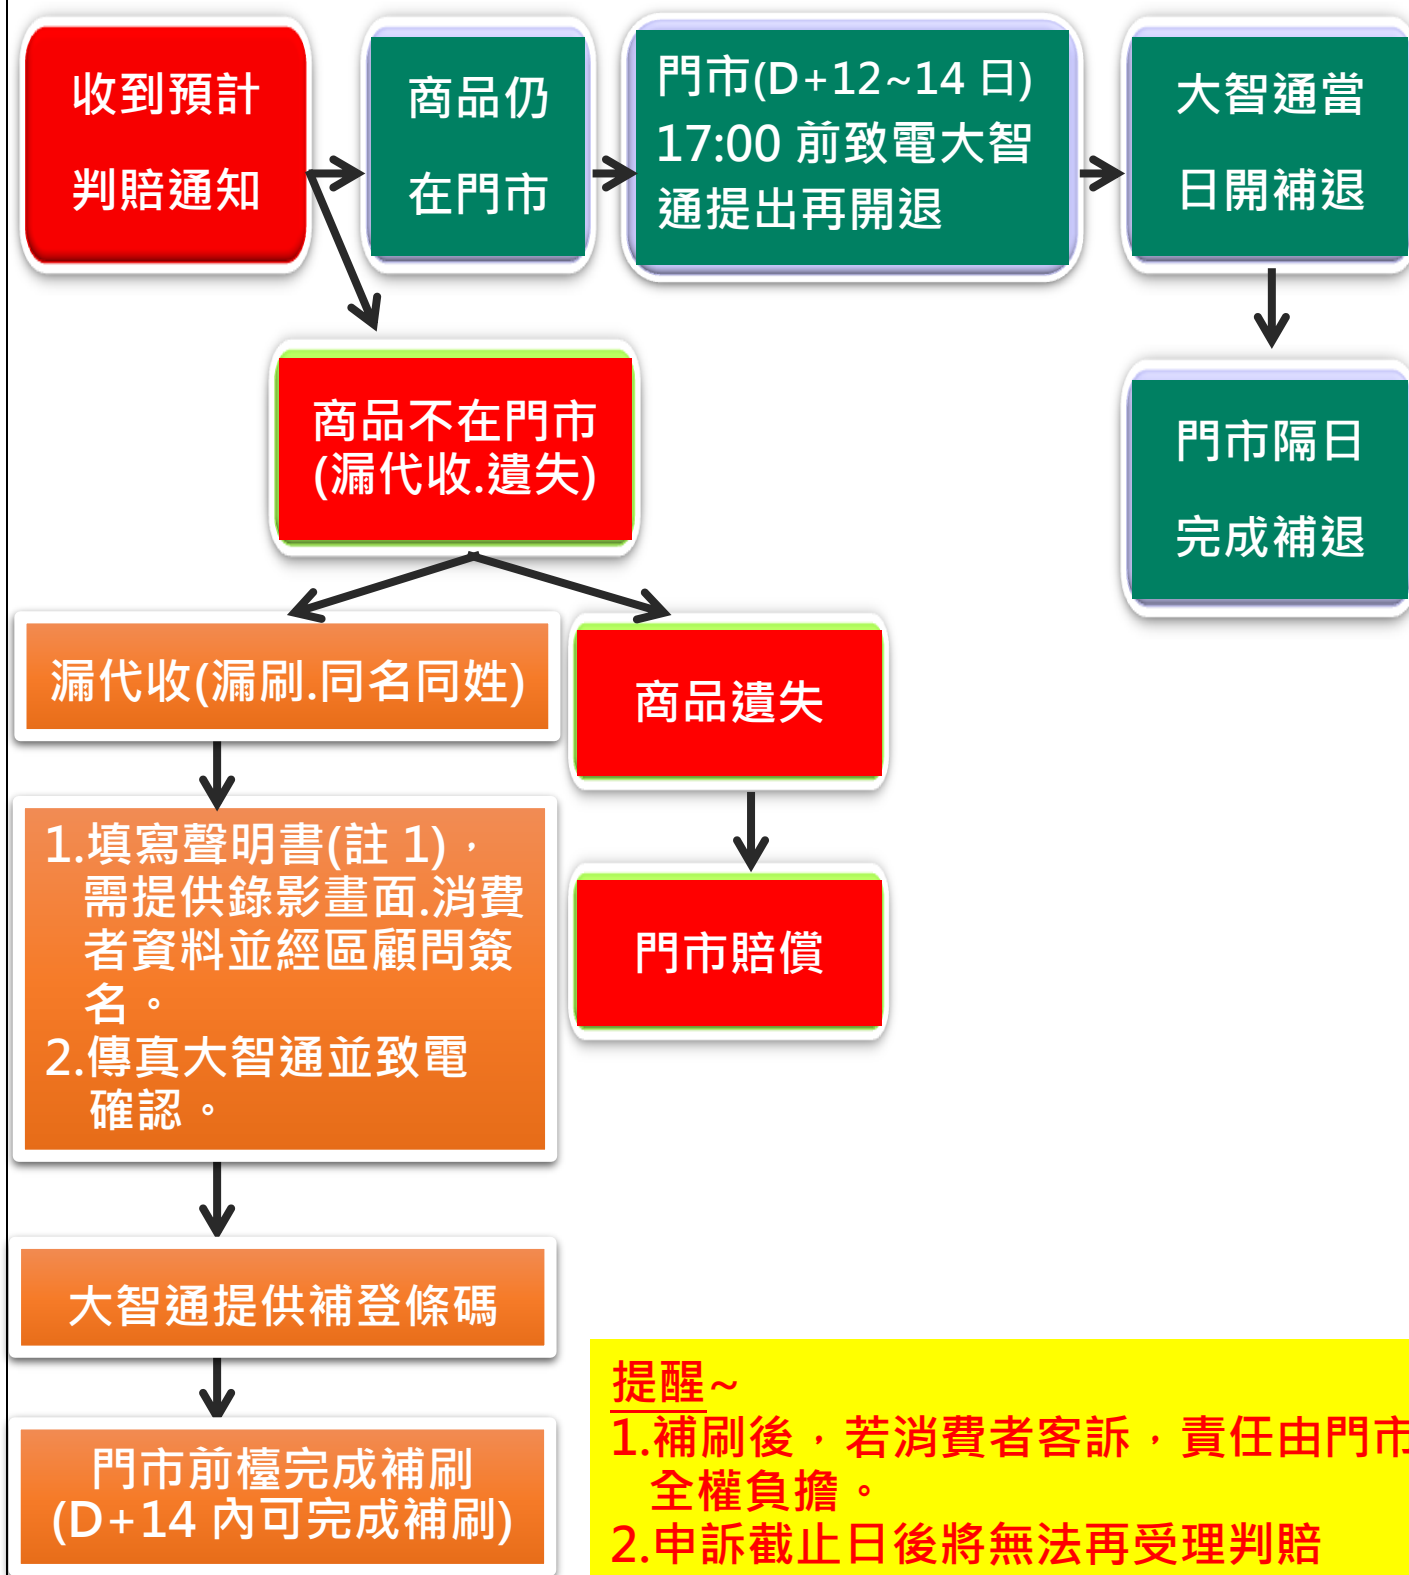 收到預計
判賠通知
商品仍
在門市
門市(D+12~14 日)
17:00 前致電大智
通提出再開退
大智通當
日開補退
門市隔日
完成補退
商品不在門市
(漏代收.遺失)
漏代收(漏刷.同名同姓)
商品遺失
門市賠償
1.填寫聲明書(註 1)，
需提供錄影畫面.消費
者資料並經區顧問簽
名。
2.傳真大智通並致電
確認。
大智通提供補登條碼
門市前檯完成補刷
(D+14 內可完成補刷)
提醒~
1.補刷後，若消費者客訴，責任由門市
全權負擔。
2.申訴截止日後將無法再受理判賠